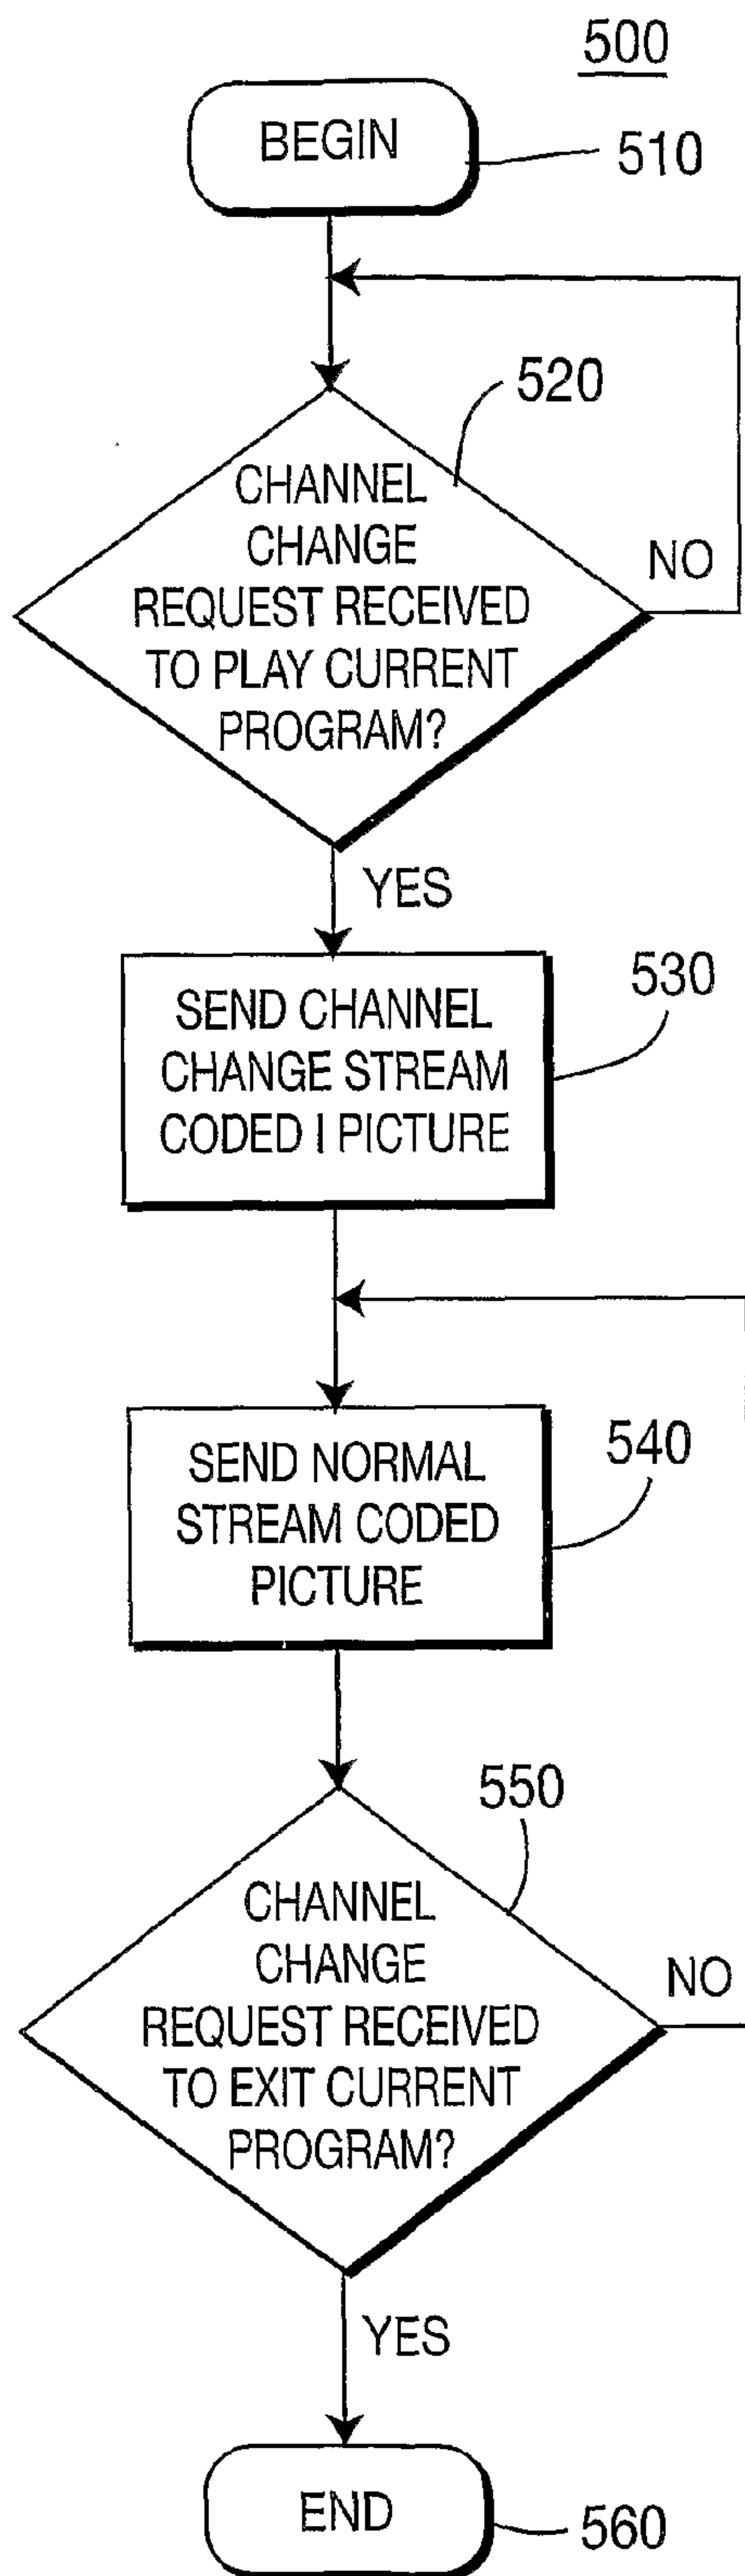 500
BEGIN
510
520
CHANNEL
CHANGE
REQUEST RECEIVED
TO PLAY CURRENT
PROGRAM?
NO
YES
530
SEND CHANNEL
CHANGE STREAM
CODED I PICTURE
540
SEND NORMAL
STREAM CODED
PICTURE
550
CHANNEL
CHANGE
REQUEST RECEIVED
TO EXIT CURRENT
PROGRAM?
NO
YES
END
560